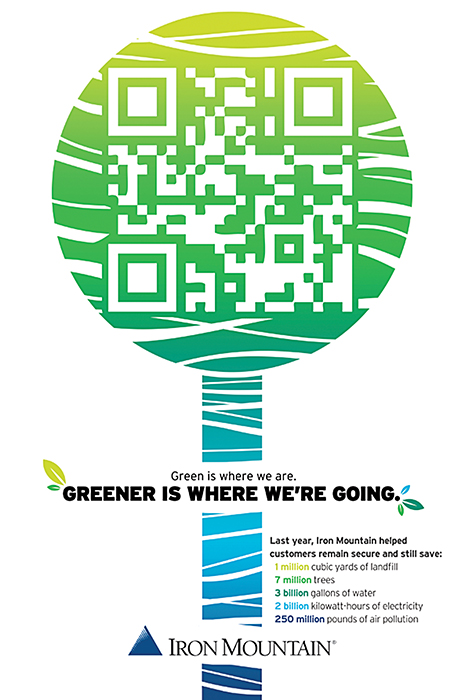 Green is where we are.
GREENER IS WHERE WE'RE GOING.
Last year, Iron Mountain helped
customers remain secure and still save:
1 million cubic yards of landfill
7 million trees
3 billion gallons of water
2 billion kilowatt-hours of electricity
250 million pounds of air pollution
IRON MOUNTAIN®